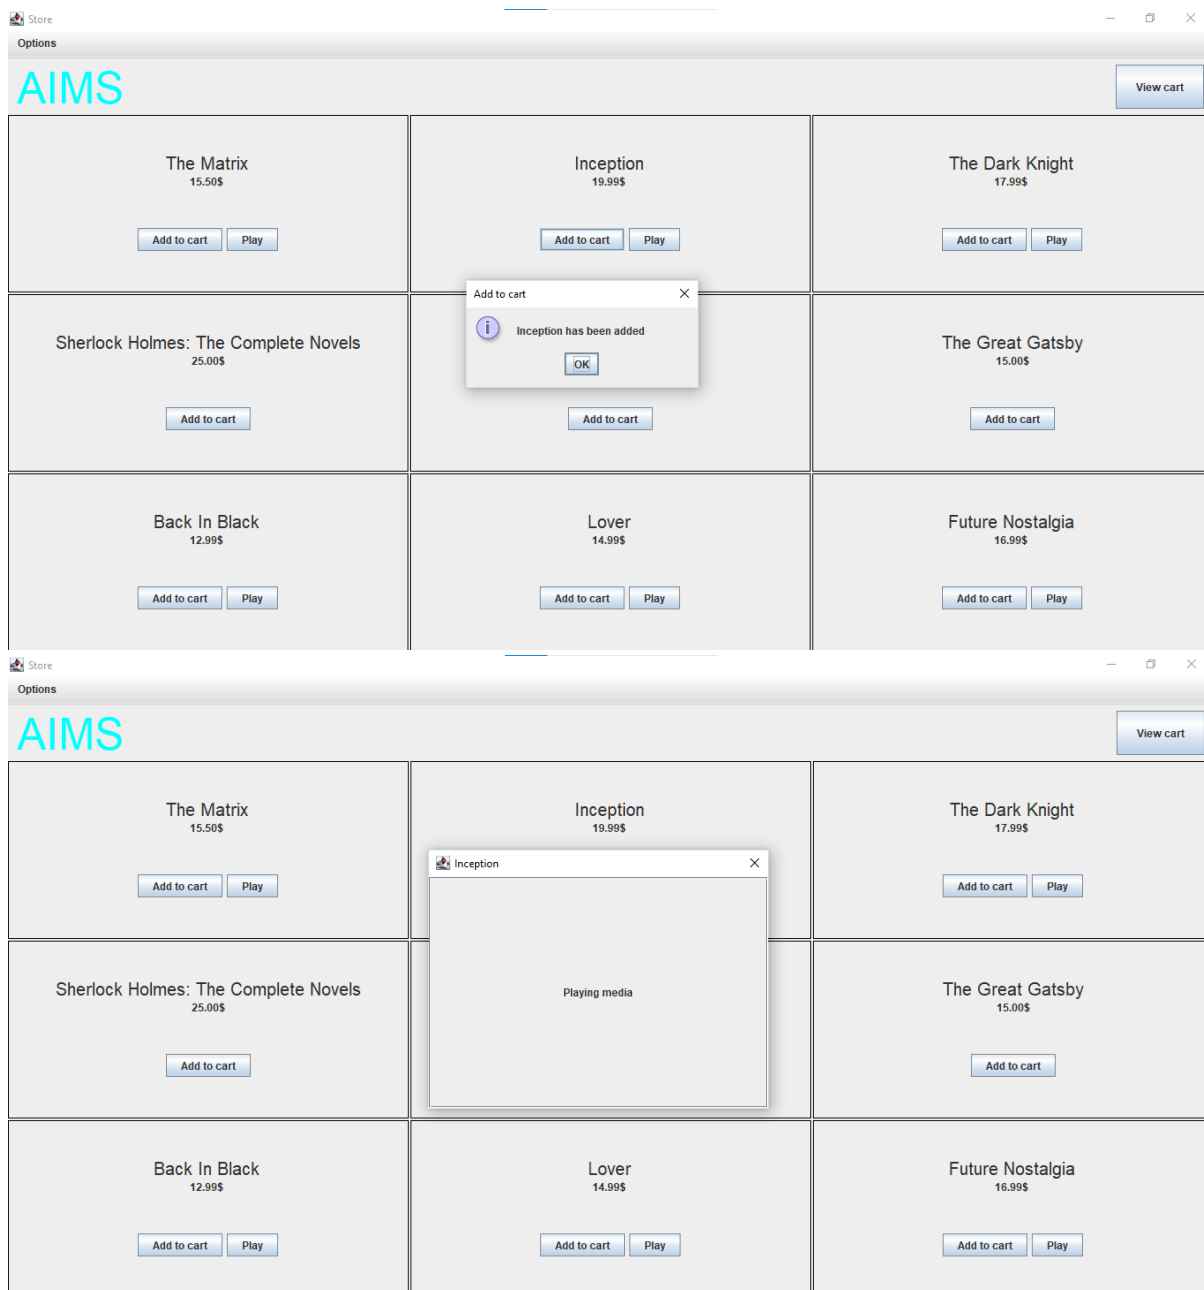 Store
Options
AIMS
View cart
The Matrix
15.50$
Add to cart Play
Inception
19.99$
Add to cart Play
The Dark Knight
17.99$
Add to cart Play
Add to cart
Inception has been added
OK
Sherlock Holmes: The Complete Novels
25.00$
Add to cart
Add to cart
The Great Gatsby
15.00$
Add to cart
Back In Black
12.99$
Add to cart Play
Lover
14.99$
Add to cart Play
Future Nostalgia
16.99$
Add to cart Play
Store
Options
AIMS
View cart
The Matrix
15.50$
Add to cart Play
Inception
19.99$
The Dark Knight
17.99$
Add to cart Play
Inception
Playing media
Sherlock Holmes: The Complete Novels
25.00$
Add to cart
The Great Gatsby
15.00$
Add to cart
Back In Black
12.99$
Add to cart Play
Lover
14.99$
Add to cart Play
Future Nostalgia
16.99$
Add to cart Play